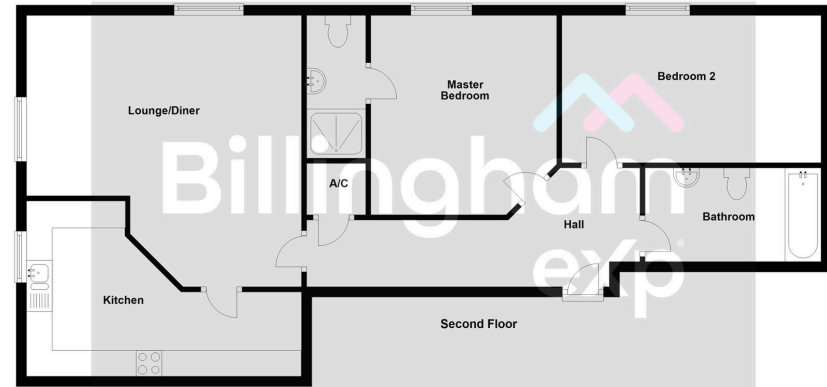 Lounge/Diner
Master
Bedroom
Bedroom 2
A/C
Billingham
Hall
Bathroom
exp®
Kitchen
Second Floor